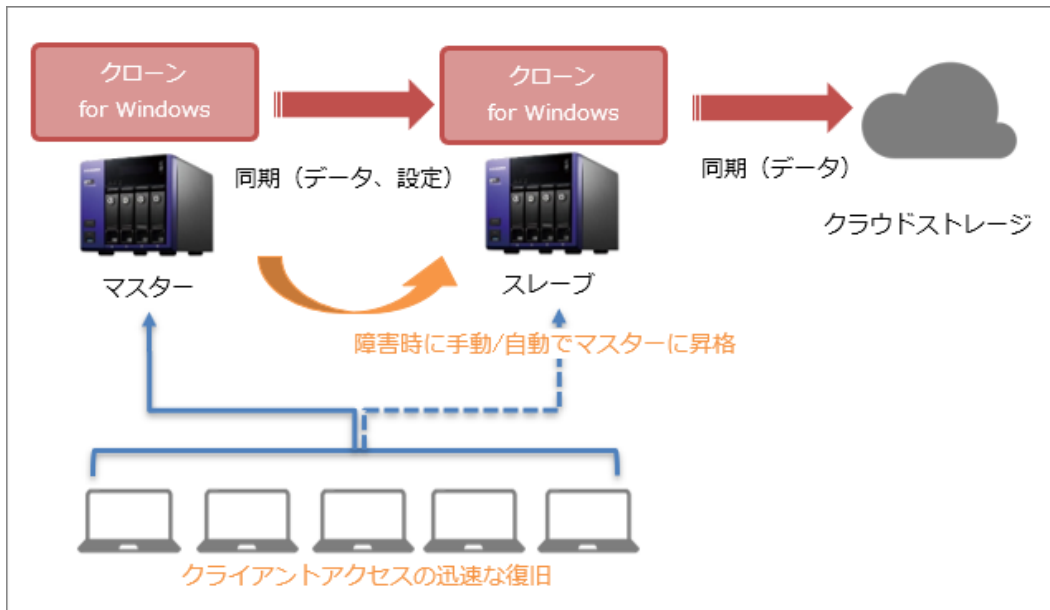 クローン
for Windows
クローン
for Windows
同期（データ、設定）
同期（データ）
クラウドストレージ
マスター
スレーブ
障害時に手動/自動でマスターに昇格
クライアントアクセスの迅速な復旧